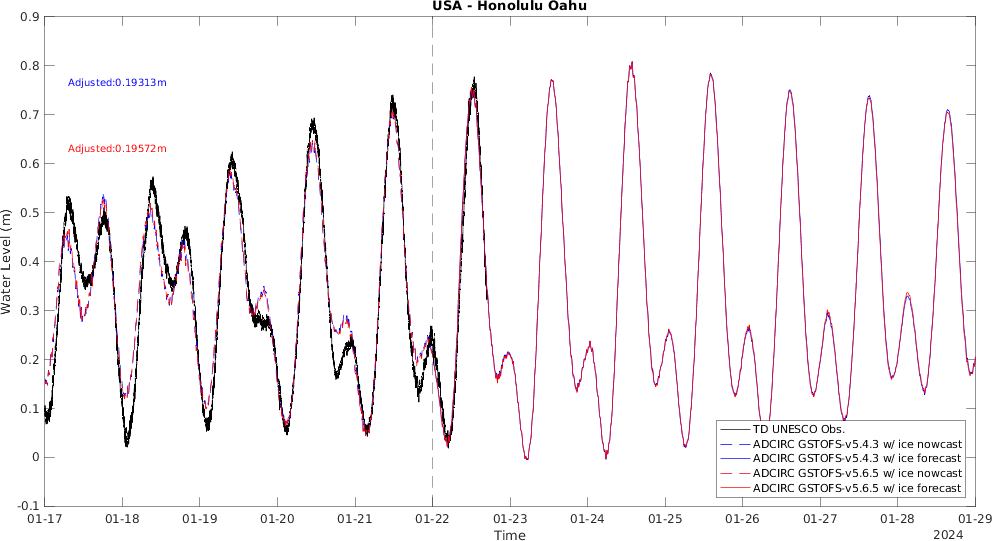 USA - Honolulu Oahu
0.9
0.8
Adjusted:0.19313m
0.7
Adjusted:0.19572m
0.6
0.5
Water Level (m)
0.4
0.3
0.2
0.1
0
-0.1
TD UNESCO Obs.
ADCIRC GSTOFS-v5.4.3 w/ ice nowcast
ADCIRC GSTOFS-v5.4.3 w/ ice forecast
ADCIRC GSTOFS-v5.6.5 w/ ice nowcast
ADCIRC GSTOFS-v5.6.5 w/ ice forecast
01-17 01-18 01-19 01-20 01-21 01-22 01-23 01-24 01-25 01-26 01-27 01-28 01-29
Time
2024